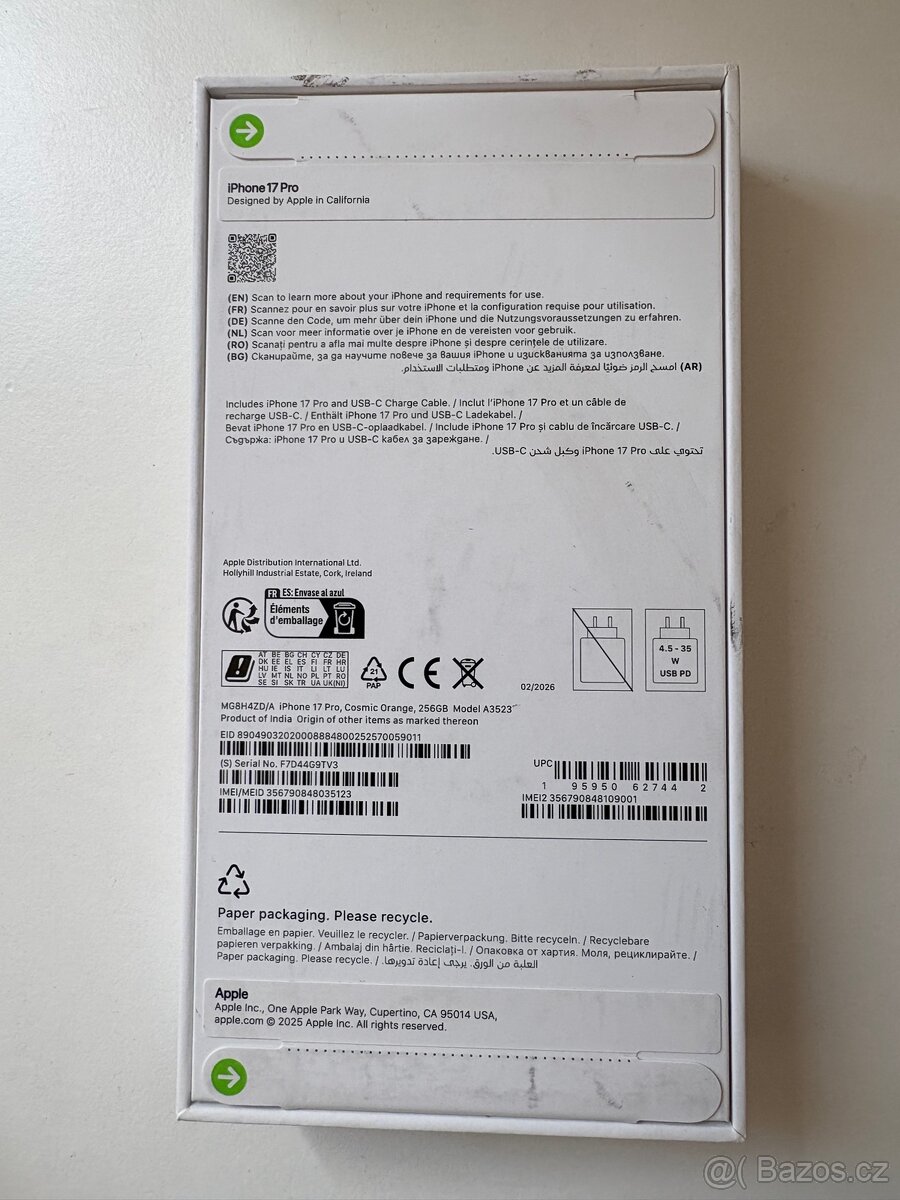 iPhone 17 Pro
Designed by Apple in California
(EN) Scan to learn more about your iPhone and requirements for use.
(FR) Scannez pour en savoir plus sur votre iPhone et la configuration requise pour utilisation.
(DE) Scanne den Code, um mehr über dein iPhone und die Nutzungsvoraussetzungen zu erfahren.
(NL) Scan voor meer informatie over je iPhone en de vereisten voor gebruik.
(RO) Scanați pentru a afla mai multe despre iPhone și despre cerințele de utilizare.
(BG) Сканирайте, за да научите повече за вашия iPhone и изискванията за използване.
(AR) امسح الرمز ضوئيًا لمعرفة المزيد عن iPhone ومتطلبات الاستخدام.
Includes iPhone 17 Pro and USB-C Charge Cable. / Inclut l'iPhone 17 Pro et un câble de
recharge USB-C. / Enthält iPhone 17 Pro und USB-C Ladekabel. /
Bevat iPhone 17 Pro en USB-C-oplaadkabel. / Include iPhone 17 Pro și cablu de încărcare USB-C. /
Съдържа: iPhone 17 Pro и USB-C кабел за зареждане. /
تحتوي على iPhone 17 Pro وكبل شحن USB-C.
Apple Distribution International Ltd.
Hollyhill Industrial Estate, Cork, Ireland
FR ES: Envase al azul
Éléments
d'emballage
AT BE BG CH CY CZ DE
DK EE EL ES FI FR HR
HU IE IS IT LI LT LU
LV MT NL NO PL PT RO
SE SI SK TR UA UK(NI)
21
PAP
CE
02/2026
4.5 - 35
W
USB PD
MG8H4ZD/A iPhone 17 Pro, Cosmic Orange, 256GB Model A3523
Product of India Origin of other items as marked thereon
EID 89049032020008884800252570059011
(S) Serial No. F7D44G9TV3
UPC
1 95950 62744 2
IMEI/MEID 356790848035123
IMEI2 356790848109001
Paper packaging. Please recycle.
Emballage en papier. Veuillez le recycler. / Papierverpackung. Bitte recyceln. / Recyclebare
papieren verpakking. / Ambalaj din hârtie. Reciclați-l. / Опаковка от хартия. Моля, рециклирайте. /
Paper packaging. Please recycle. / العلبة من الورق. يرجى إعادة تدويرها.
Apple
Apple Inc., One Apple Park Way, Cupertino, CA 95014 USA,
apple.com © 2025 Apple Inc. All rights reserved.
@( Bazos.cz